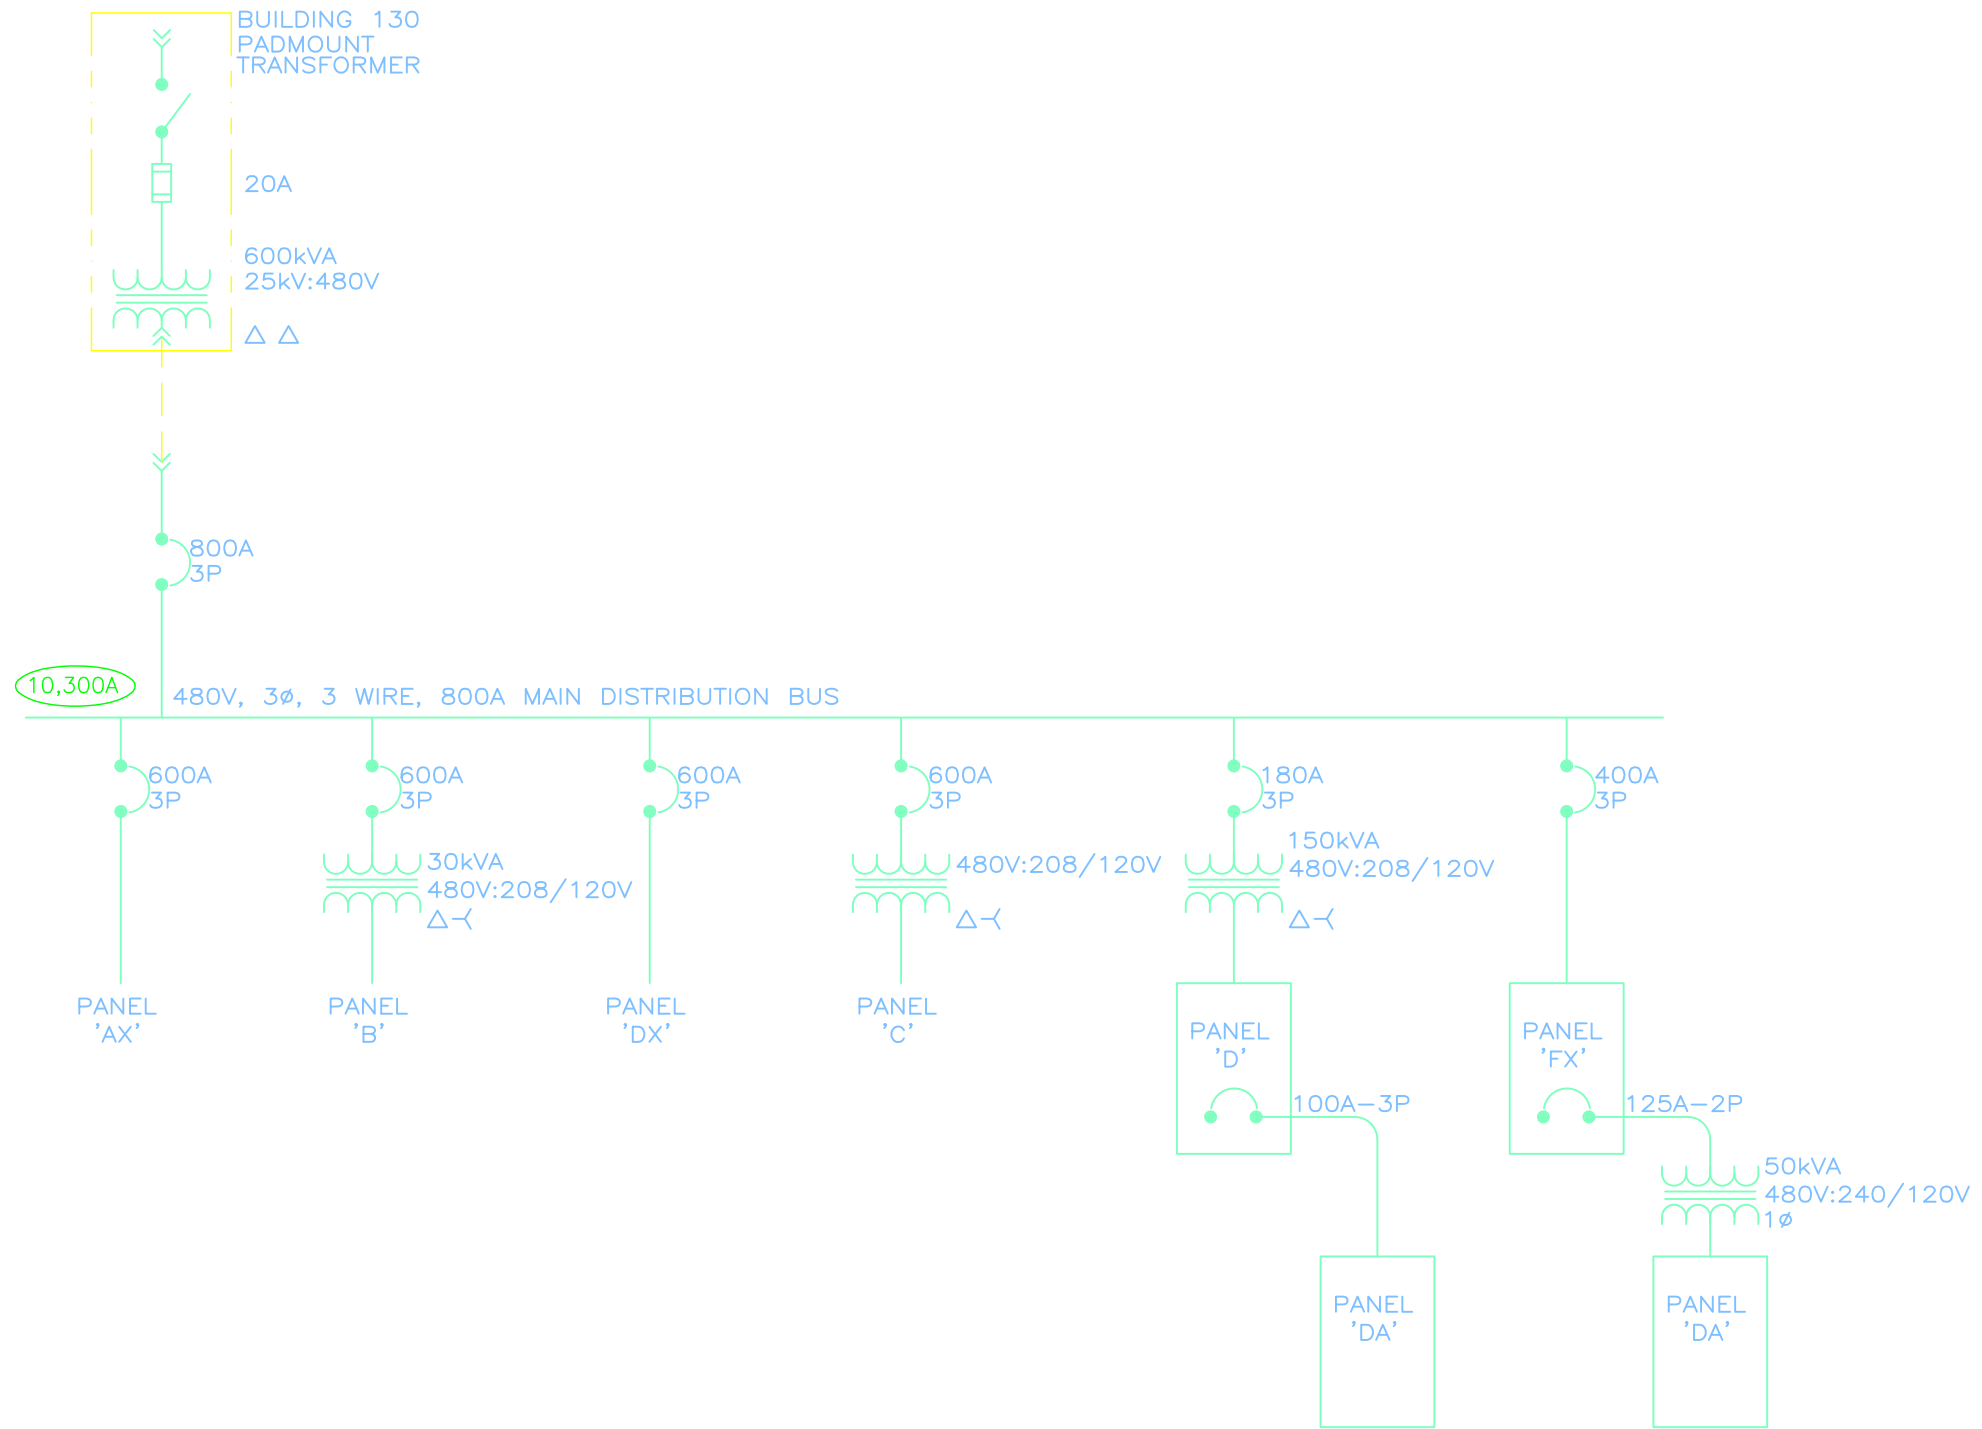 BUILDING 130
PADMOUNT
TRANSFORMER
20A
600kVA
25kV:480V
800A
3P
10,300A
480V, 3ø, 3 WIRE, 800A MAIN DISTRIBUTION BUS
600A
3P
600A
3P
600A
3P
600A
3P
180A
3P
400A
3P
30kVA
480V:208/120V
480V:208/120V
150kVA
480V:208/120V
PANEL
'AX'
PANEL
'B'
PANEL
'DX'
PANEL
'C'
PANEL
'D'
PANEL
'FX'
100A-3P
125A-2P
50kVA
480V:240/120V
1ø
PANEL
'DA'
PANEL
'DA'